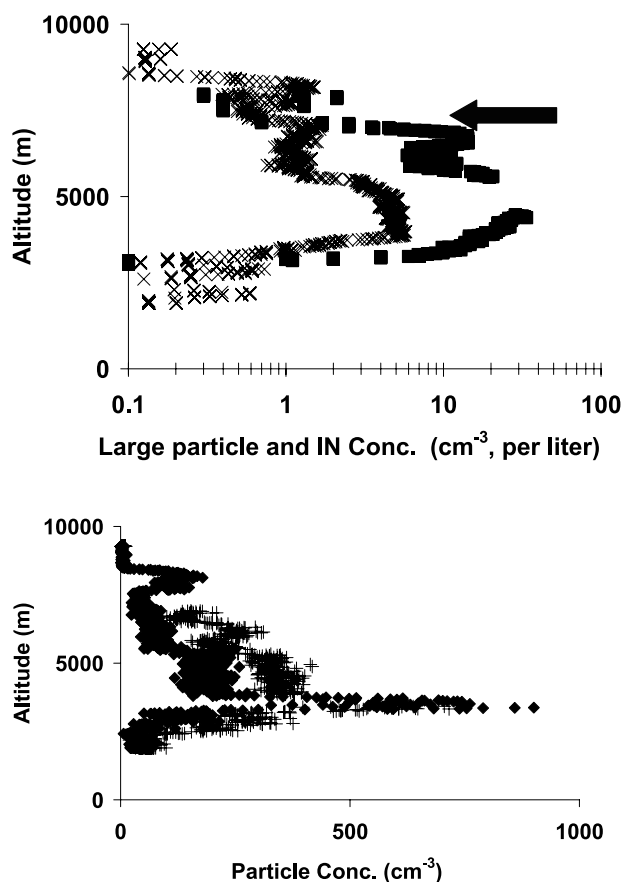 10000
Altitude (m)
5000
0
0.1 1 10 100
Large particle and IN Conc. (cm-3, per liter)
10000
Altitude (m)
5000
0
0 500 1000
Particle Conc. (cm-3)